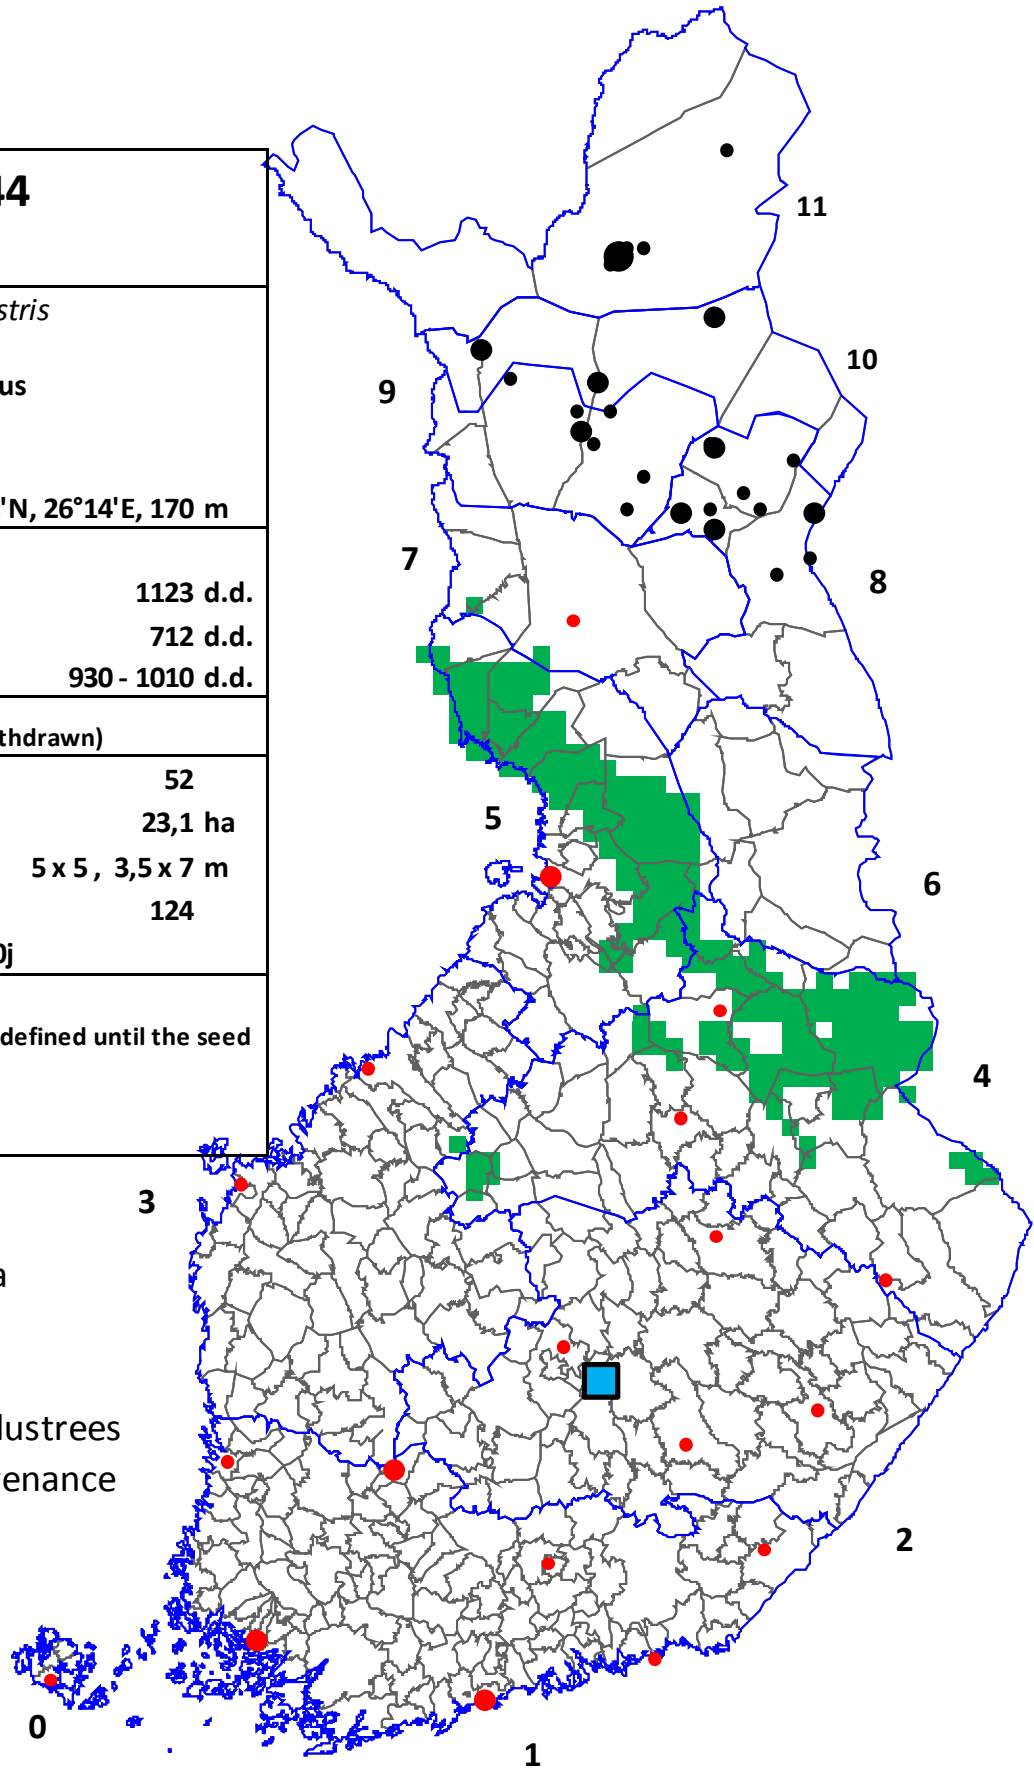 44
stris
us
'N, 26°14'E, 170 m
1123 d.d.
712 d.d.
930 - 1010 d.d.
thdrawn)
52
23,1 ha
5 x 5 , 3,5 x 7 m
124
0j
defined until the seed
a
lustrees
venance
11
10
9
8
7
6
5
4
3
2
1
0